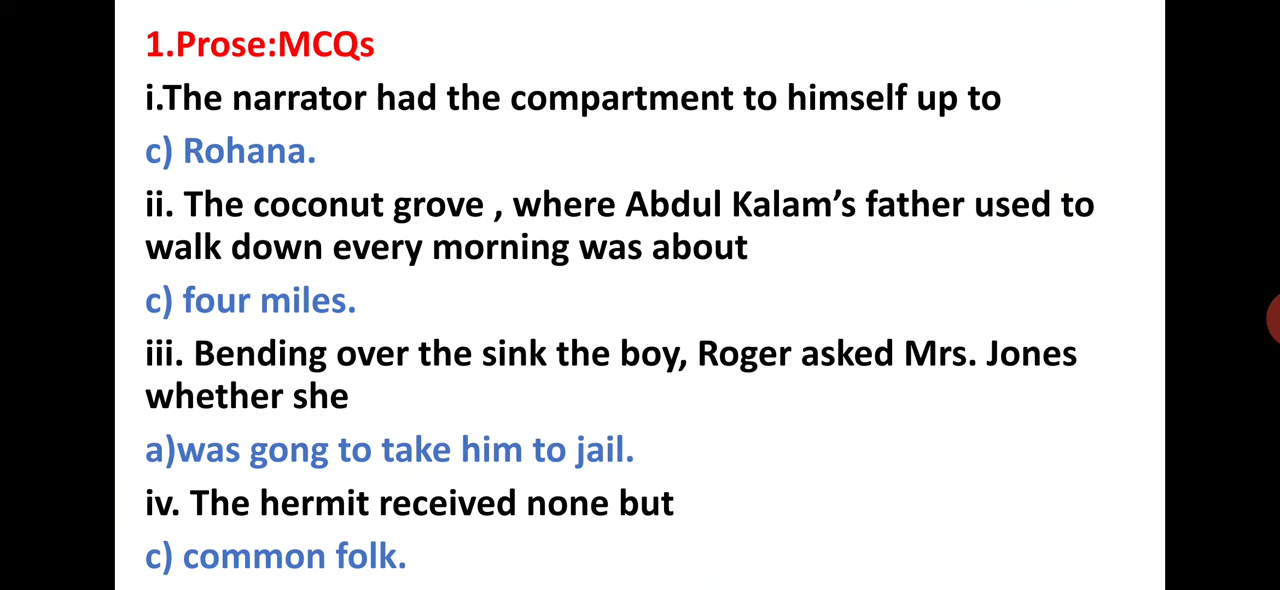 1.Prose:MCQs
i.The narrator had the compartment to himself up to
c) Rohana.
ii. The coconut grove , where Abdul Kalam’s father used to
walk down every morning was about
c) four miles.
iii. Bending over the sink the boy, Roger asked Mrs. Jones
whether she
a)was gong to take him to jail.
iv. The hermit received none but
c) common folk.